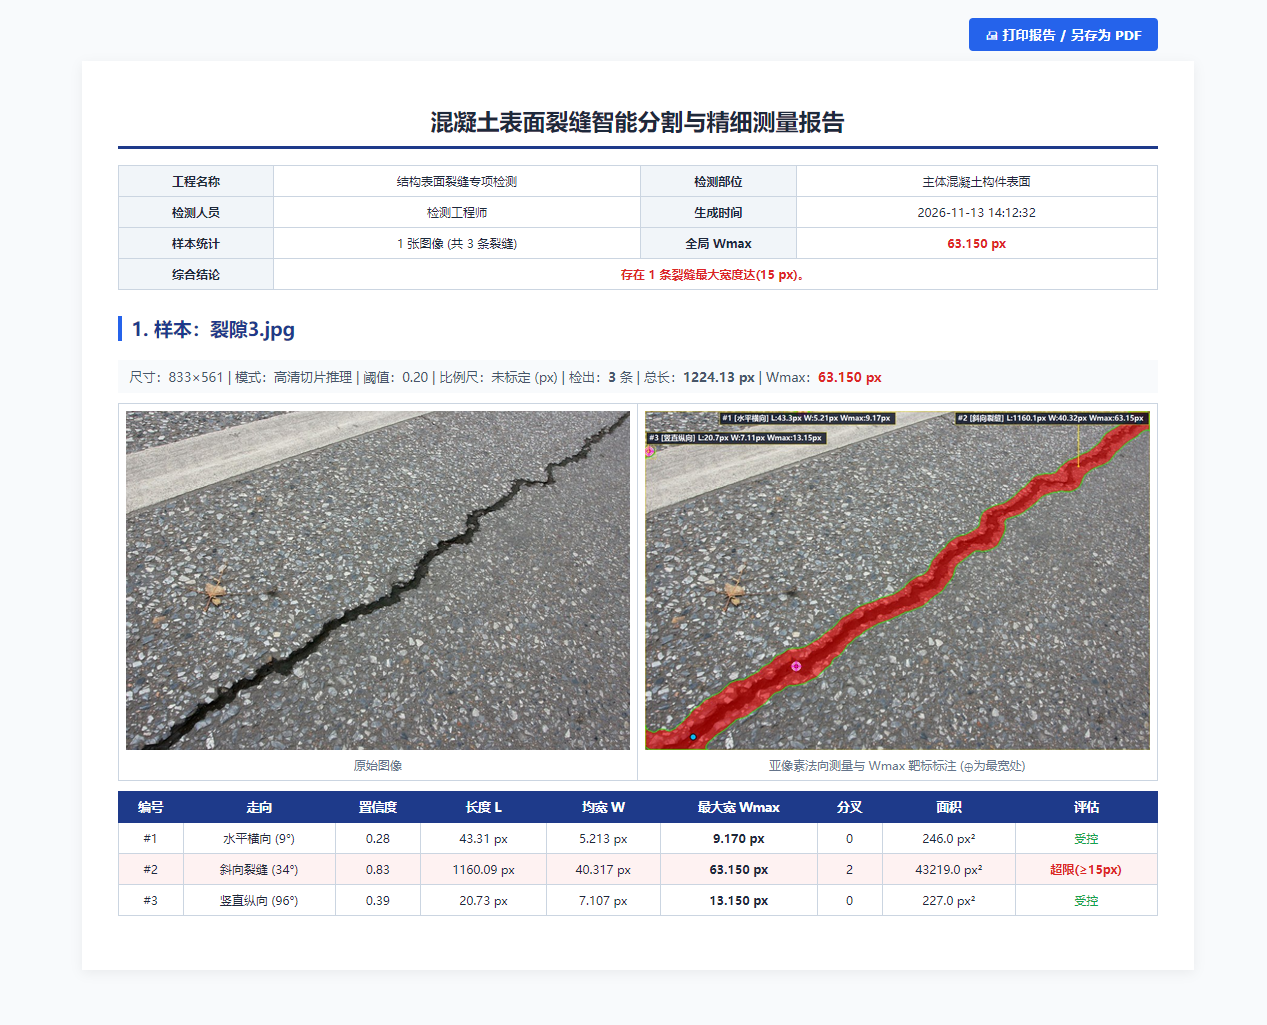 打印报告 / 另存为 PDF
混凝土表面裂缝智能分割与精细测量报告
工程名称 结构表面裂缝专项检测 检测部位 主体混凝土构件表面
检测人员 检测工程师 生成时间 2026-11-13 14:12:32
样本统计 1 张图像 (共 3 条裂缝) 全局 Wmax 63.150 px
综合结论 存在 1 条裂缝最大宽度达(15 px)。
1. 样本：裂隙3.jpg
尺寸：833×561 | 模式：高清切片推理 | 阈值：0.20 | 比例尺：未标定 (px) | 检出：3 条 | 总长：1224.13 px | Wmax：63.150 px
#1 [水平横向] L:43.3px W:5.21px Wmax:9.17px
#2 [斜向裂缝] L:1160.1px W:40.32px Wmax:63.15px
#3 [竖直纵向] L:20.7px W:7.11px Wmax:13.15px
原始图像
亚像素法向测量与 Wmax 靶标标注 (⊕为最宽处)
编号 走向 置信度 长度 L 均宽 W 最大宽 Wmax 分叉 面积 评估
#1 水平横向 (9°) 0.28 43.31 px 5.213 px 9.170 px 0 246.0 px² 受控
#2 斜向裂缝 (34°) 0.83 1160.09 px 40.317 px 63.150 px 2 43219.0 px² 超限(≥15px)
#3 竖直纵向 (96°) 0.39 20.73 px 7.107 px 13.150 px 0 227.0 px² 受控